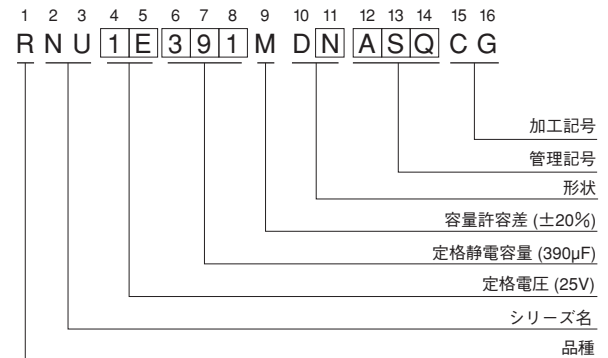 1 2 3 4 5 6 7 8 9 10 11 12 13 14 15 16
R N U 1 E 3 9 1 M D N A S Q C G
加工記号
管理記号
形状
容量許容差 (±20%)
定格静電容量 (390µF)
定格電圧 (25V)
シリーズ名
品種